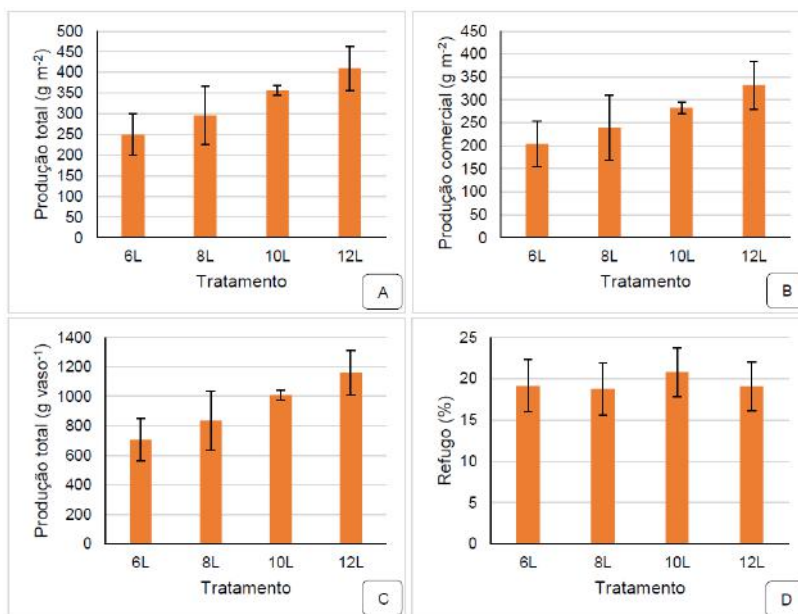 Produção total (g m⁻²)
500
450
400
350
300
250
200
150
100
50
0
6L 8L 10L 12L
Tratamento
A
Produção comercial (g m⁻²)
450
400
350
300
250
200
150
100
50
0
6L 8L 10L 12L
Tratamento
B
Produção total (g vaso⁻¹)
1400
1200
1000
800
600
400
200
0
6L 8L 10L 12L
Tratamento
C
Refugo (%)
25
20
15
10
5
0
6L 8L 10L 12L
Tratamento
D